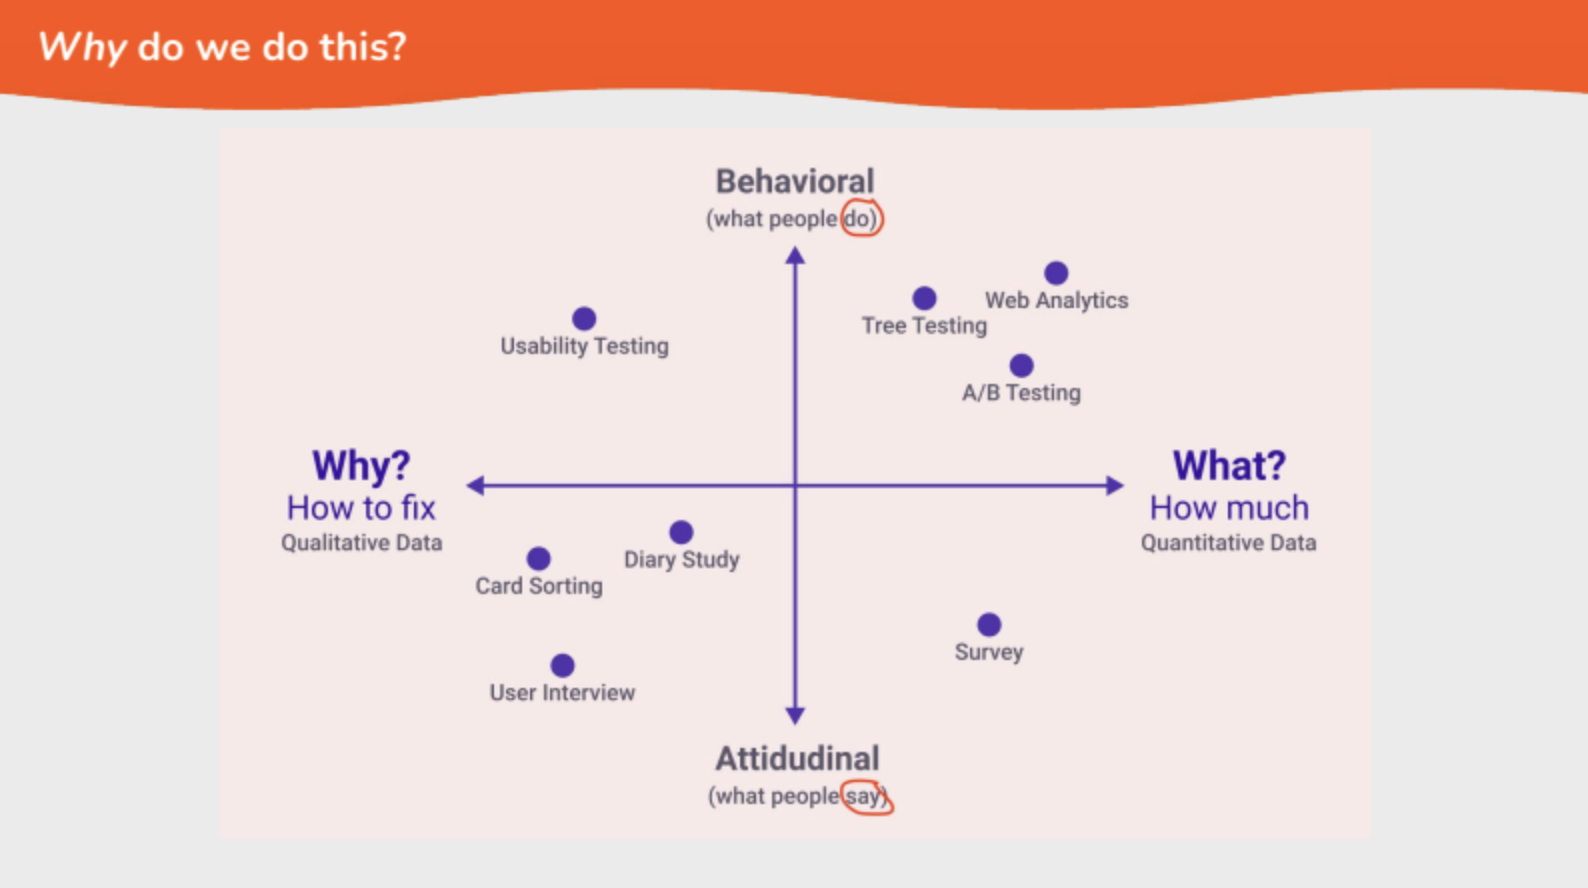 Why do we do this?
Behavioral
(what people do)
Web Analytics
Tree Testing
Usability Testing
A/B Testing
Why?
How to fix
Qualitative Data
What?
How much
Quantitative Data
Diary Study
Card Sorting
Survey
User Interview
Attidudinal
(what people say)